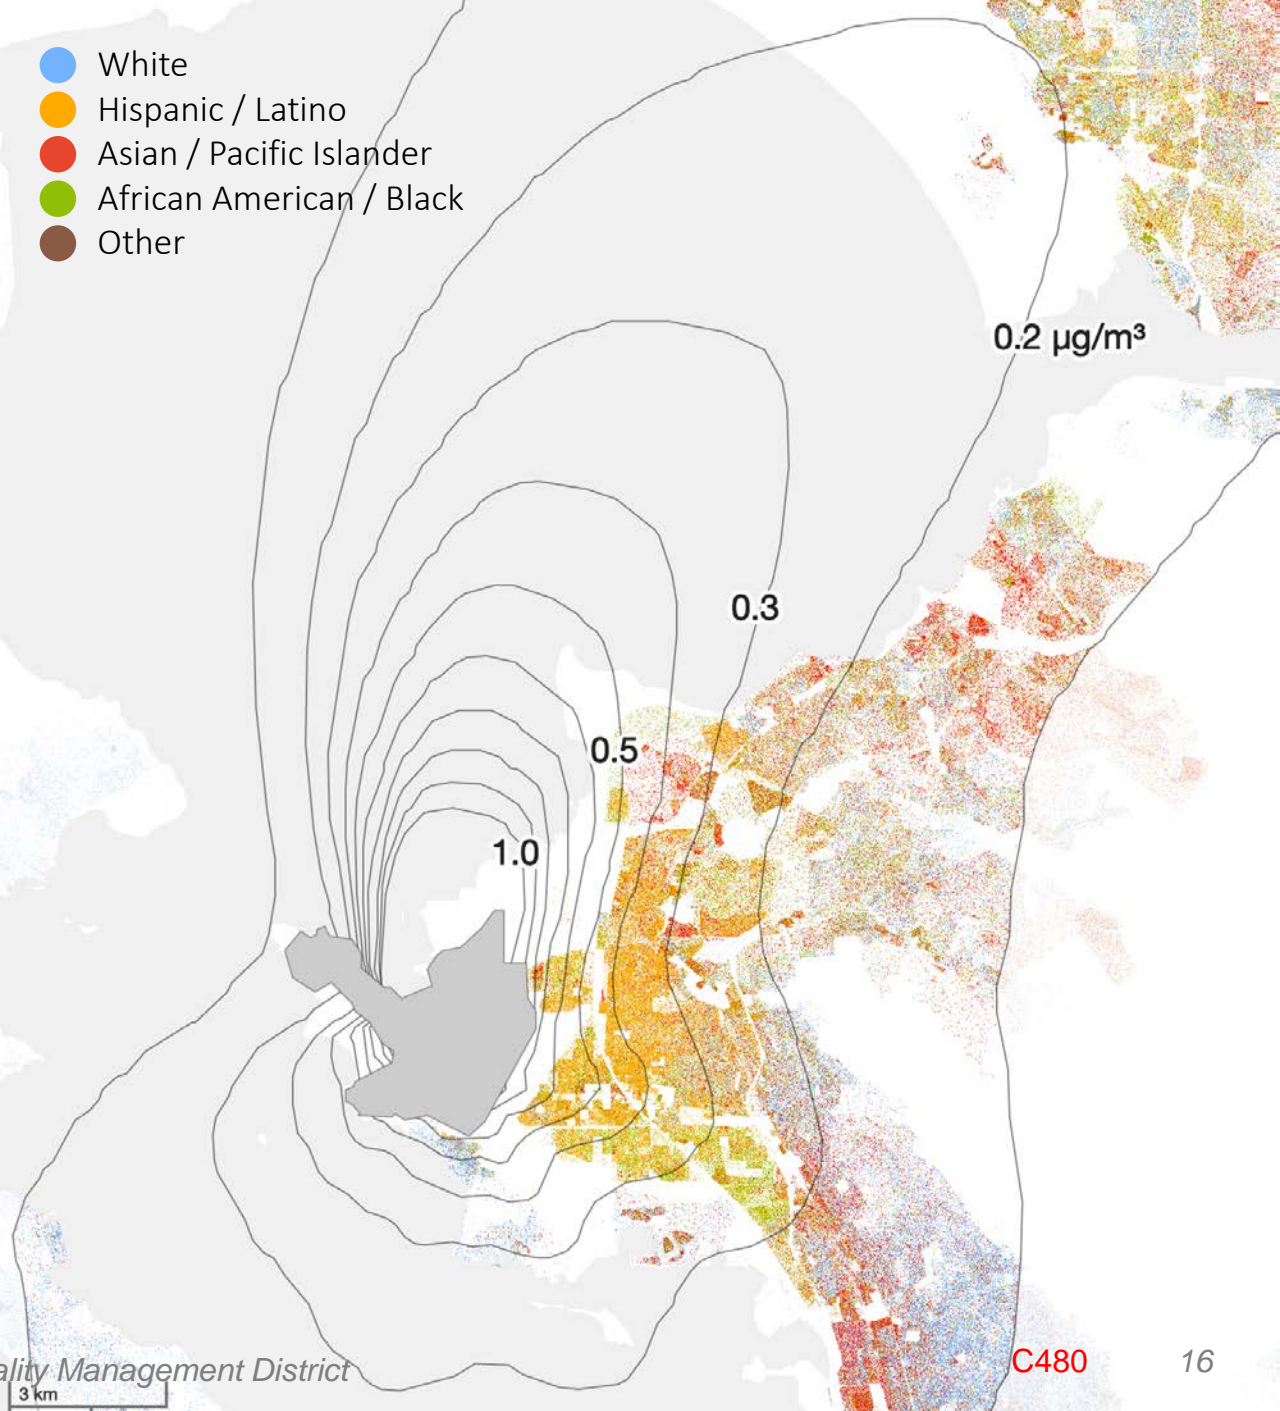 White
Hispanic / Latino
Asian / Pacific Islander
African American / Black
Other
0.2 µg/m³
0.3
0.5
1.0
ality Management District
C480
16
3 km